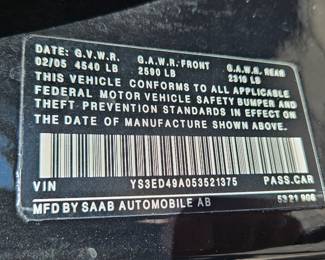 DATE: G.V.W.R. G.A.W.R: FRONT G.A.W.R REAR
02/05 4540 LB 2590 LB 2310 LB
THIS VEHICLE CONFORMS TO ALL APPLICABLE
FEDERAL MOTOR VEHICLE SAFETY BUMPER AND
THEFT PREVENTION STANDARDS IN EFFECT ON
THE DATE OF MANUFACTURE SHOWN ABOVE.
VIN YS3ED49A053521375 PASS.CAR
MFD BY SAAB AUTOMOBILE AB 5321906